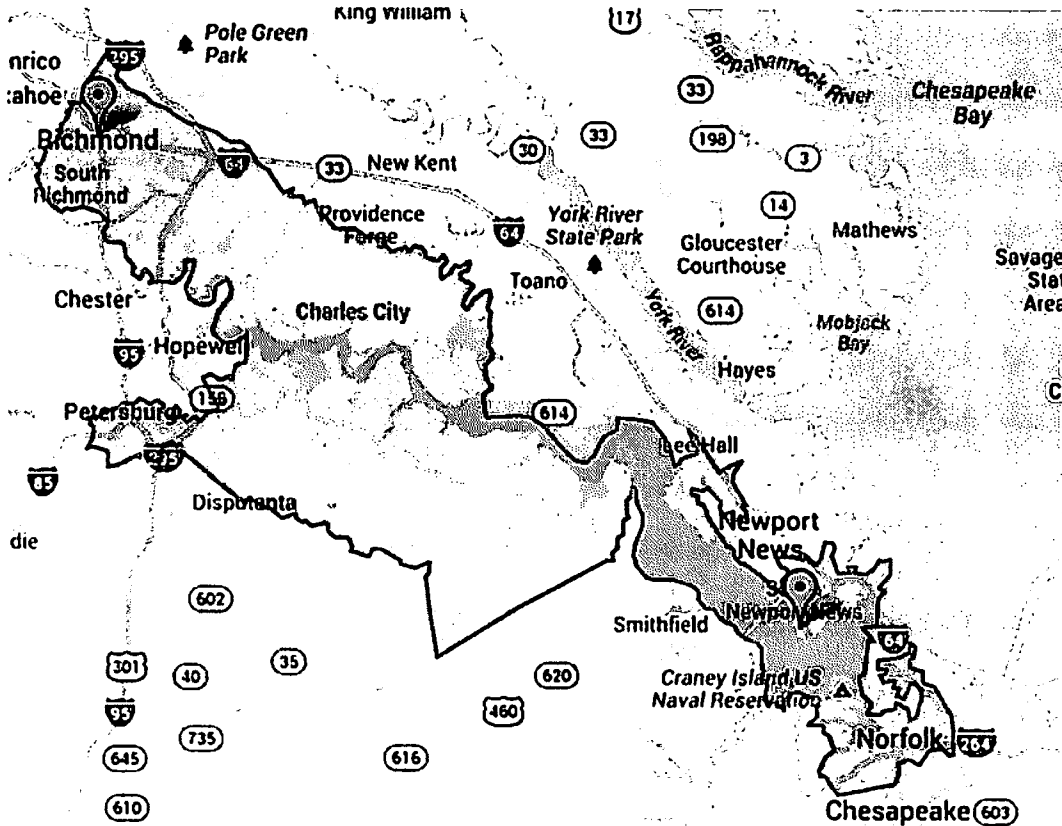 King William
17
295
Pole Green
Park
nrico
:ahoe
33
Rappahannock River
Chesapeake
Bay
Richmond
64
33
New Kent
30
33
198
3
South
Richmond
14
Providence
Forge
64
York River
State Park
Mathews
Gloucester
Courthouse
Savage
Stat
Area
Toano
Chester
Charles City
614
York River
Mobjack
Bay
95
Hopewell
Hayes
C
156
Petersburg
614
Lee Hall
295
85
Disputanta
Newport
News
die
602
Newport News
Smithfield
64
301
40
35
620
Craney Island US
Naval Reservation
95
460
735
Norfolk
264
645
616
610
Chesapeake
603